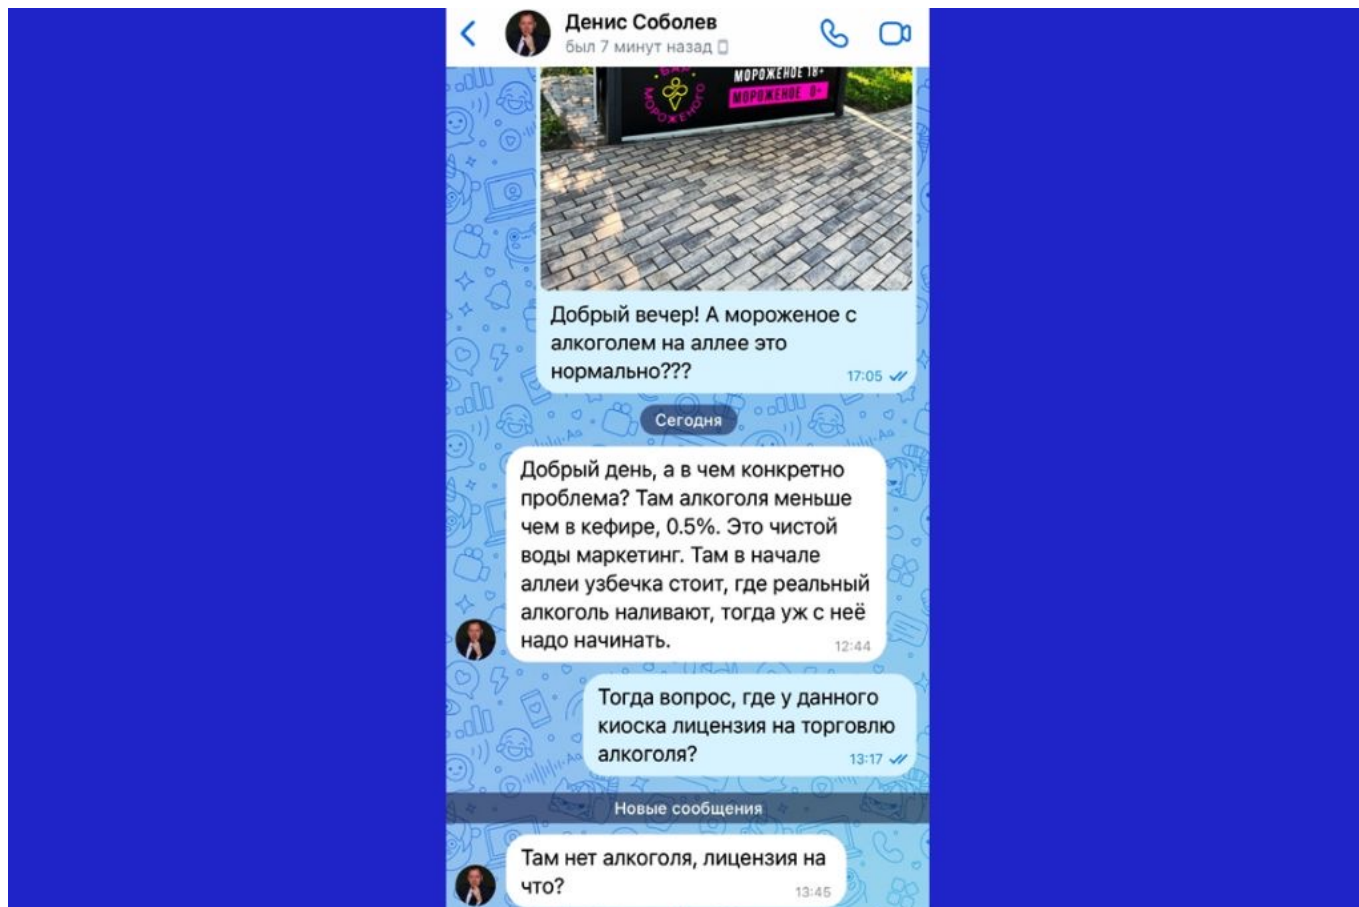 Денис Соболев
был 7 минут назад
БАР
МОРОЖЕНОГО
МОРОЖЕНОЕ 18+
МОРОЖЕНОЕ 0+
Добрый вечер! А мороженое с
алкоголем на аллее это
нормально???
17:05
Сегодня
Добрый день, а в чем конкретно
проблема? Там алкоголя меньше
чем в кефире, 0.5%. Это чистой
воды маркетинг. Там в начале
аллеи узбечка стоит, где реальный
алкоголь наливают, тогда уж с неё
надо начинать.
12:44
Тогда вопрос, где у данного
киоска лицензия на торговлю
алкоголя?
13:17
Новые сообщения
Там нет алкоголя, лицензия на
что?
13:45